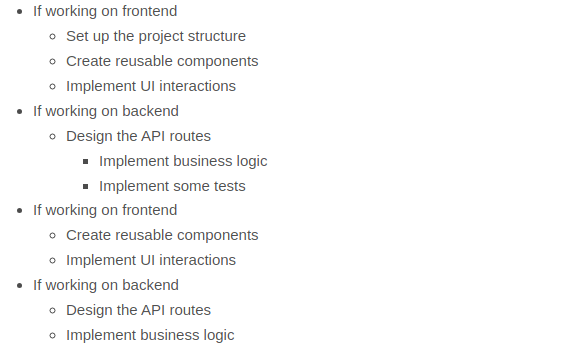 If working on frontend
Set up the project structure
Create reusable components
Implement UI interactions
If working on backend
Design the API routes
Implement business logic
Implement some tests
If working on frontend
Create reusable components
Implement UI interactions
If working on backend
Design the API routes
Implement business logic